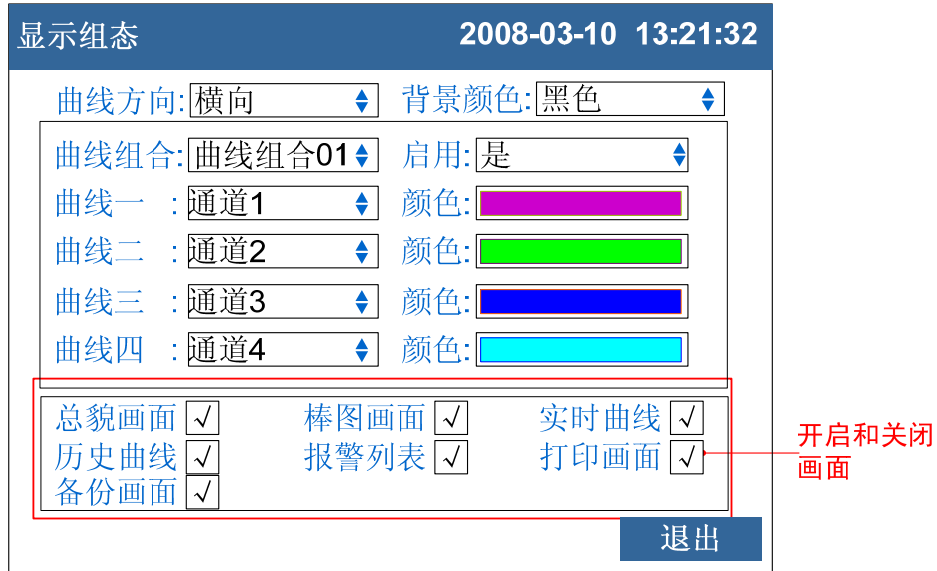 显示组态 2008-03-10 13:21:32
曲线方向: 横向 背景颜色: 黑色
曲线组合: 曲线组合01 启用: 是
曲线一 : 通道1 颜色:
曲线二 : 通道2 颜色:
曲线三 : 通道3 颜色:
曲线四 : 通道4 颜色:
总貌画面 √ 棒图画面 √ 实时曲线 √
历史曲线 √ 报警列表 √ 打印画面 √
备份画面 √
开启和关闭
画面
退出